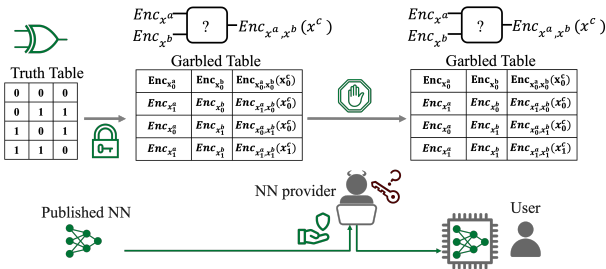 Enc_{x^a} Enc_{x^b} ? Enc_{x^a,x^b}(x^c)
Enc_{x^a} Enc_{x^b} ? Enc_{x^a,x^b}(x^c)
Truth Table
0 0 0
0 1 1
1 0 1
1 1 0
Garbled Table
Enc_{x_0^a} Enc_{x_0^b} Enc_{x_0^a,x_0^b}(x_0^c)
Enc_{x_1^a} Enc_{x_0^b} Enc_{x_1^a,x_0^b}(x_1^c)
Enc_{x_0^a} Enc_{x_1^b} Enc_{x_0^a,x_1^b}(x_0^c)
Enc_{x_1^a} Enc_{x_1^b} Enc_{x_1^a,x_1^b}(x_1^c)
Garbled Table
Enc_{x_0^a} Enc_{x_0^b} Enc_{x_0^a,x_0^b}(x_0^c)
Enc_{x_1^a} Enc_{x_0^b} Enc_{x_1^a,x_0^b}(x_1^c)
Enc_{x_0^a} Enc_{x_1^b} Enc_{x_0^a,x_1^b}(x_0^c)
Enc_{x_1^a} Enc_{x_1^b} Enc_{x_1^a,x_1^b}(x_1^c)
NN provider
?
Published NN
User